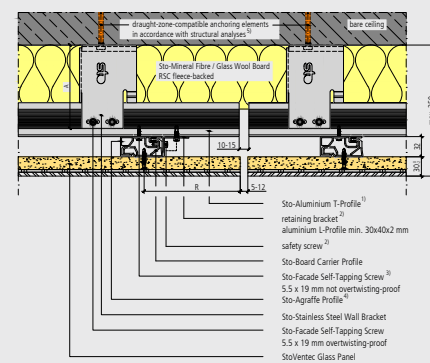 draught-zone-compatible anchoring elements
in accordance with structural analyses 5)
bare ceiling
Sto-Mineral Fibre / Glass Wool Board
RSC fleece-backed
Sto
Sto
A
10-15
32
30
R
5-12
Sto-Aluminium T-Profile 1)
retaining bracket 2)
aluminium L-Profile min. 30x40x2 mm
safety screw 2)
Sto-Board Carrier Profile
Sto-Facade Self-Tapping Screw 3)
5.5 x 19 mm not overtwisting-proof
Sto-Agraffe Profile 4)
Sto-Stainless Steel Wall Bracket
Sto-Facade Self-Tapping Screw
5.5 x 19 mm overtwisting-proof
StoVentec Glass Panel